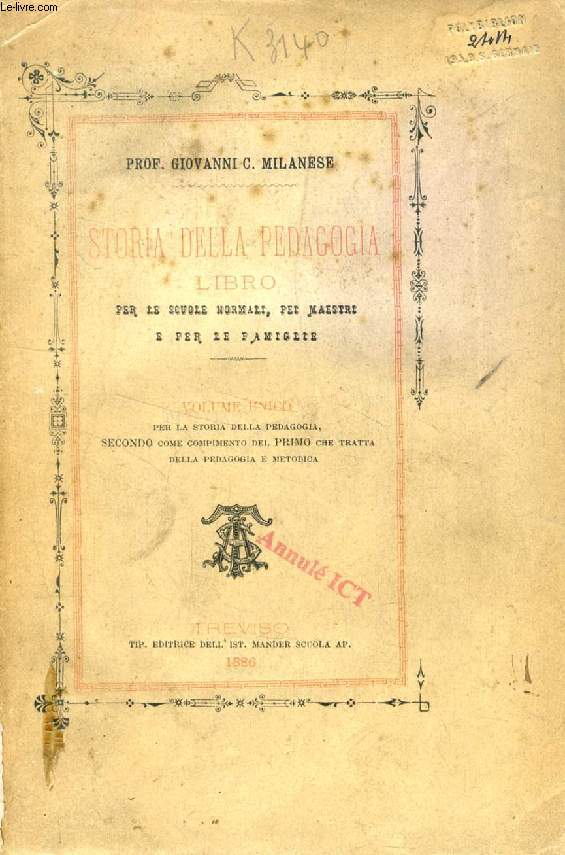 Le-livre.com
K 3140
PROF. GIOVANNI C. MILANESE
STORIA DELLA PEDAGOGIA
LIBRO
PER LE SCUOLE NORMALI, PEI MAESTRI
E PER LE FAMIGLIE
VOLUME UNICO
PER LA STORIA DELLA PEDAGOGIA,
SECONDO COME COMPIMENTO DEL PRIMO CHE TRATTA
DELLA PEDAGOGIA E METODICA
Annulé ICT
TREVISO
TIP. EDITRICE DELL' IST. MANDER SCUOLA AP.
1886